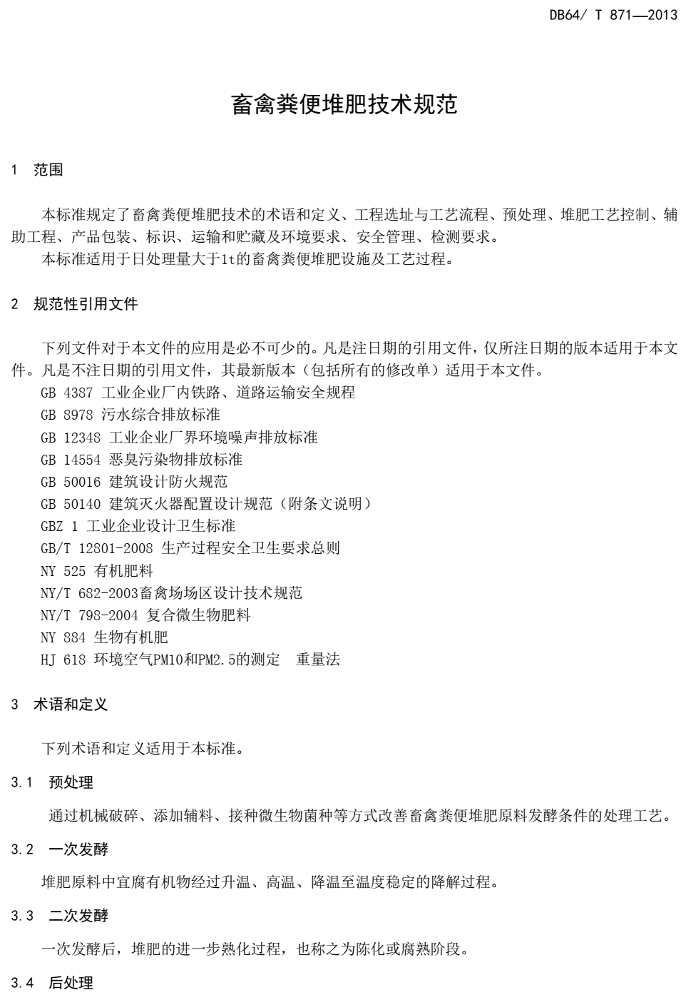 DB64/ T 871—2013
畜禽粪便堆肥技术规范
1 范围
本标准规定了畜禽粪便堆肥技术的术语和定义、工程选址与工艺流程、预处理、堆肥工艺控制、辅
助工程、产品包装、标识、运输和贮藏及环境要求、安全管理、检测要求。
本标准适用于日处理量大于1t的畜禽粪便堆肥设施及工艺过程。
2 规范性引用文件
下列文件对于本文件的应用是必不可少的。凡是注日期的引用文件，仅所注日期的版本适用于本文
件。凡是不注日期的引用文件，其最新版本（包括所有的修改单）适用于本文件。
GB 4387 工业企业厂内铁路、道路运输安全规程
GB 8978 污水综合排放标准
GB 12348 工业企业厂界环境噪声排放标准
GB 14554 恶臭污染物排放标准
GB 50016 建筑设计防火规范
GB 50140 建筑灭火器配置设计规范（附条文说明）
GBZ 1 工业企业设计卫生标准
GB/T 12801-2008 生产过程安全卫生要求总则
NY 525 有机肥料
NY/T 682-2003畜禽场场区设计技术规范
NY/T 798-2004 复合微生物肥料
NY 884 生物有机肥
HJ 618 环境空气PM10和PM2.5的测定 重量法
3 术语和定义
下列术语和定义适用于本标准。
3.1 预处理
通过机械破碎、添加辅料、接种微生物菌种等方式改善畜禽粪便堆肥原料发酵条件的处理工艺。
3.2 一次发酵
堆肥原料中宜腐有机物经过升温、高温、降温至温度稳定的降解过程。
3.3 二次发酵
一次发酵后，堆肥的进一步熟化过程，也称之为陈化或腐熟阶段。
3.4 后处理